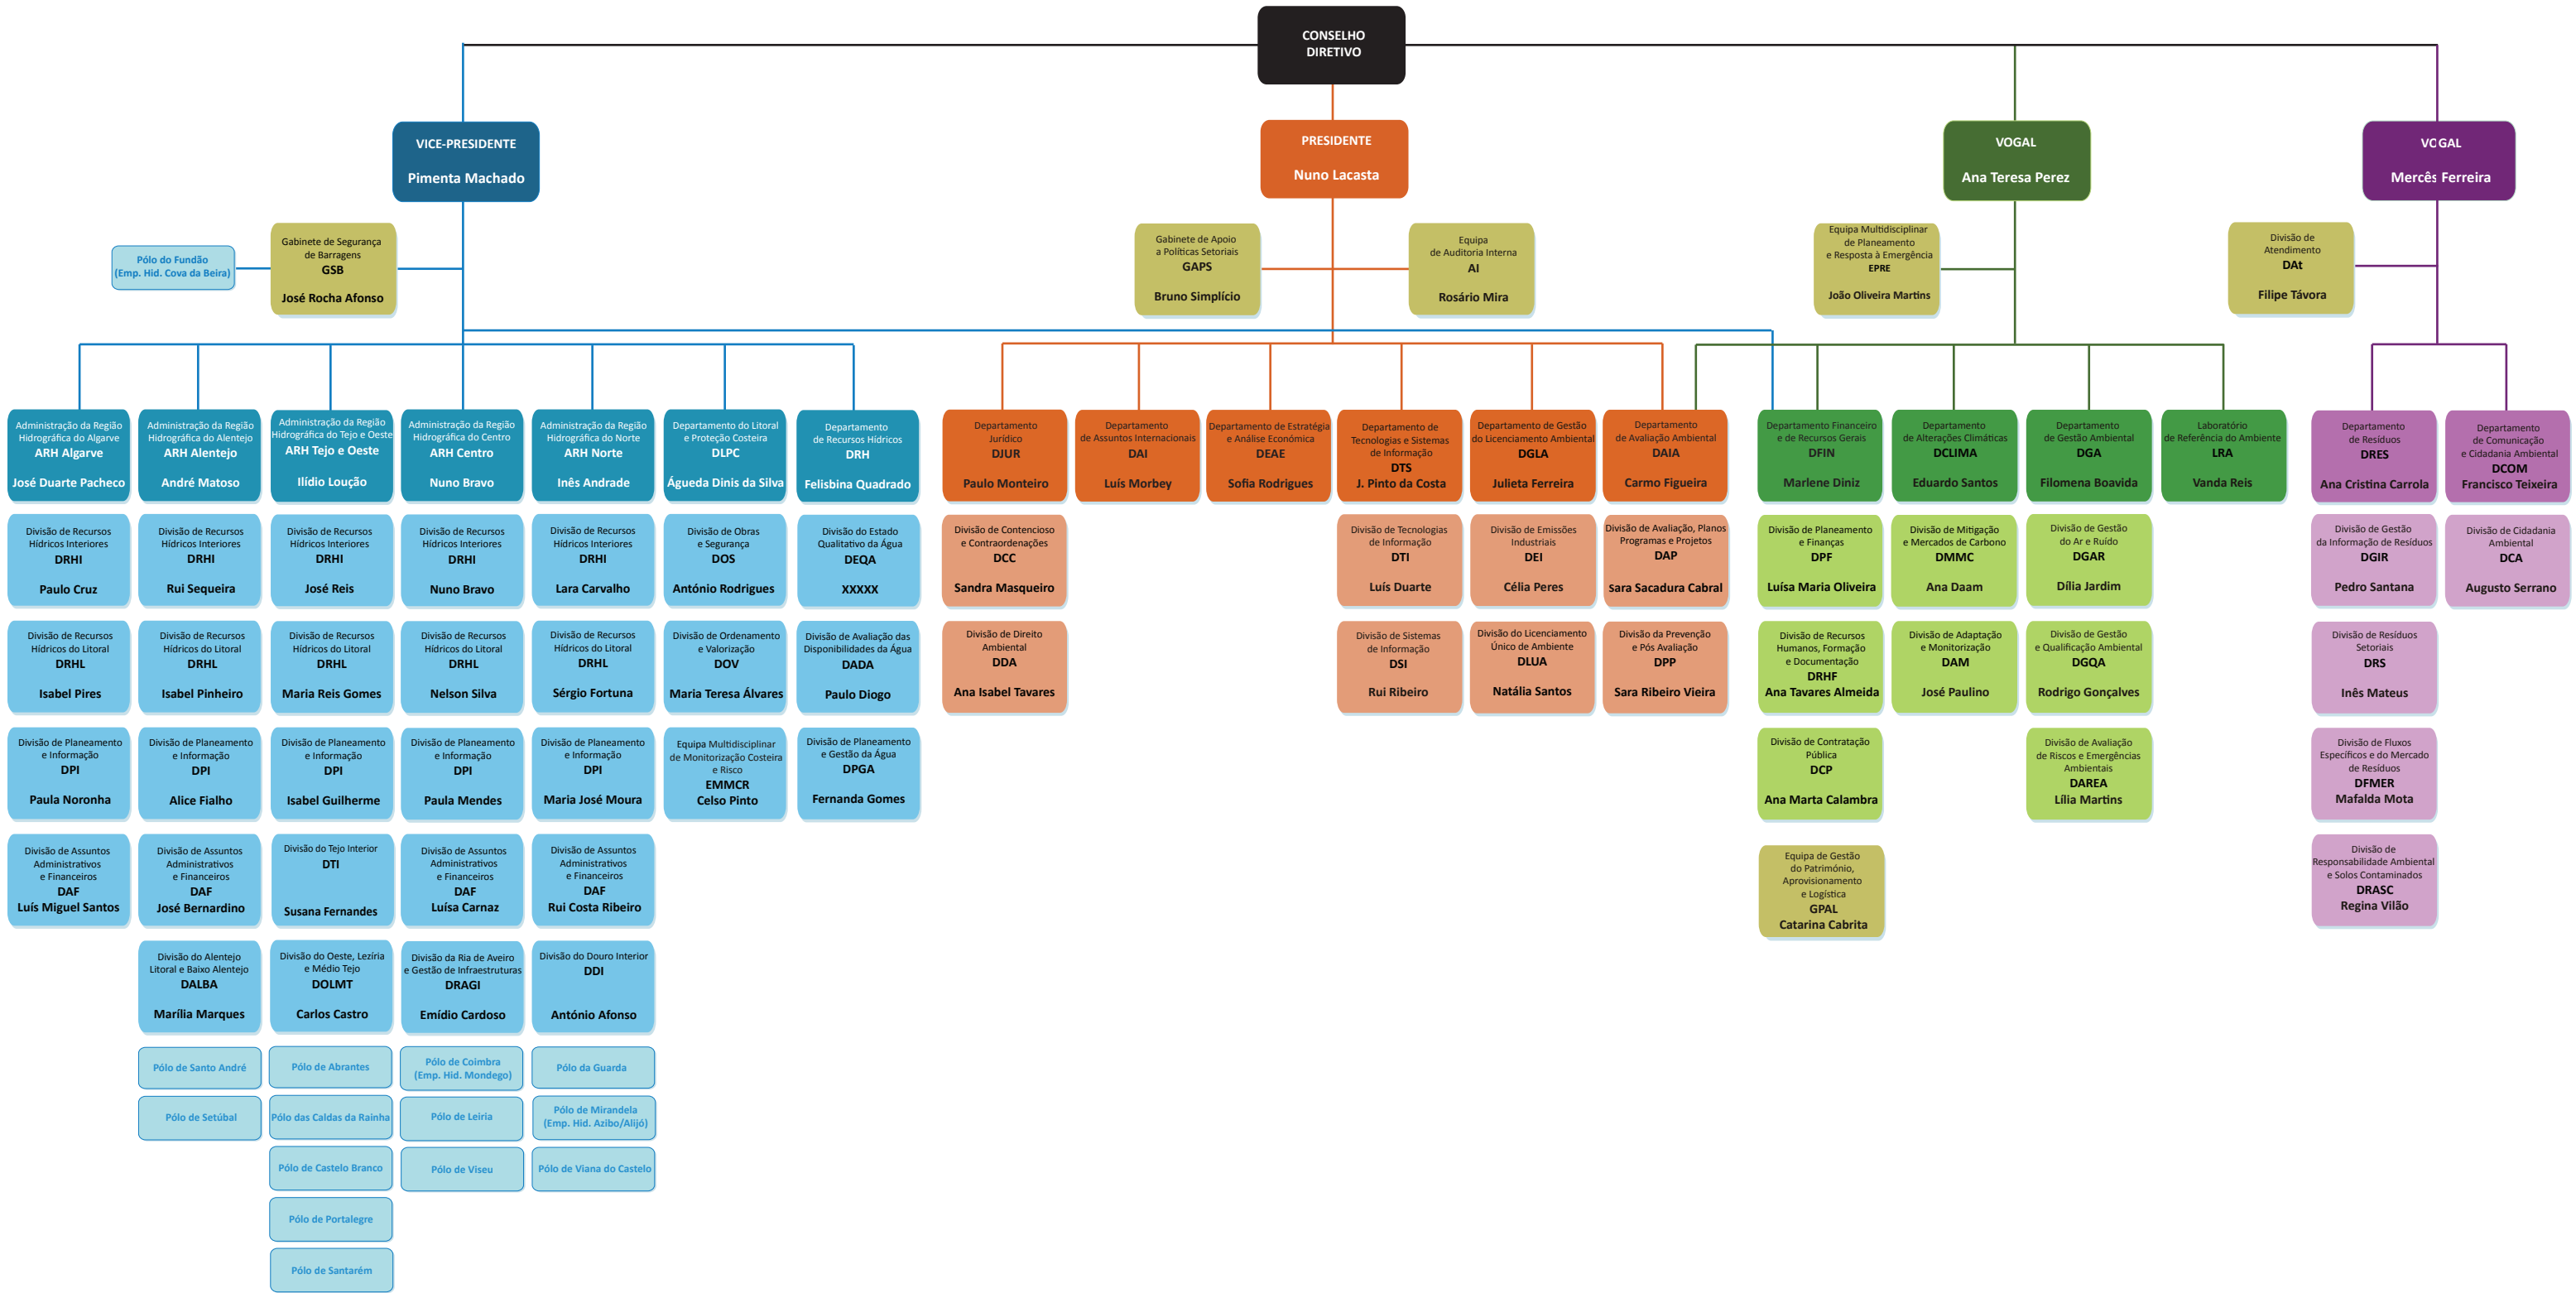 CONSELHO
DIRETIVO
VICE-PRESIDENTE
Pimenta Machado
PRESIDENTE
Nuno Lacasta
VOGAL
Ana Teresa Perez
VOGAL
Mercês Ferreira
Pólo do Fundão
(Emp. Hid. Cova da Beira)
Gabinete de Segurança
de Barragens
GSB
José Rocha Afonso
Gabinete de Apoio
a Políticas Setoriais
GAPS
Bruno Simplício
Equipa
de Auditoria Interna
AI
Rosário Mira
Equipa Multidisciplinar
de Planeamento
e Resposta à Emergência
EPRE
João Oliveira Martins
Divisão de
Atendimento
DAt
Filipe Távora
Administração da Região
Hidrográfica do Algarve
ARH Algarve
José Duarte Pacheco
Administração da Região
Hidrográfica do Alentejo
ARH Alentejo
André Matoso
Administração da Região
Hidrográfica do Tejo e Oeste
ARH Tejo e Oeste
Ilídio Loução
Administração da Região
Hidrográfica do Centro
ARH Centro
Nuno Bravo
Administração da Região
Hidrográfica do Norte
ARH Norte
Inês Andrade
Departamento do Litoral
e Proteção Costeira
DLPC
Águeda Dinis da Silva
Departamento
de Recursos Hídricos
DRH
Felisbina Quadrado
Departamento
Jurídico
DJUR
Paulo Monteiro
Departamento
de Assuntos Internacionais
DAI
Luís Morbey
Departamento de Estratégia
e Análise Económica
DEAE
Sofia Rodrigues
Departamento de
Tecnologias e Sistemas
de Informação
DTS
J. Pinto da Costa
Departamento de Gestão
do Licenciamento Ambiental
DGLA
Julieta Ferreira
Departamento
de Avaliação Ambiental
DAIA
Carmo Figueira
Departamento Financeiro
e de Recursos Gerais
DFIN
Marlene Diniz
Departamento
de Alterações Climáticas
DCLIMA
Eduardo Santos
Departamento
de Gestão Ambiental
DGA
Filomena Boavida
Laboratório
de Referência do Ambiente
LRA
Vanda Reis
Departamento
de Resíduos
DRES
Ana Cristina Carrola
Departamento
de Comunicação
e Cidadania Ambiental
DCOM
Francisco Teixeira
Divisão de Recursos
Hídricos Interiores
DRHI
Paulo Cruz
Divisão de Recursos
Hídricos Interiores
DRHI
Rui Sequeira
Divisão de Recursos
Hídricos Interiores
DRHI
José Reis
Divisão de Recursos
Hídricos Interiores
DRHI
Nuno Bravo
Divisão de Recursos
Hídricos Interiores
DRHI
Lara Carvalho
Divisão de Obras
e Segurança
DOS
António Rodrigues
Divisão do Estado
Qualitativo da Água
DEQA
XXXXX
Divisão de Contencioso
e Contraordenações
DCC
Sandra Masqueiro
Divisão de Tecnologias
de Informação
DTI
Luís Duarte
Divisão de Emissões
Industriais
DEI
Célia Peres
Divisão de Avaliação, Planos
Programas e Projetos
DAP
Sara Sacadura Cabral
Divisão de Planeamento
e Finanças
DPF
Luísa Maria Oliveira
Divisão de Mitigação
e Mercados de Carbono
DMMC
Ana Daam
Divisão de Gestão
do Ar e Ruído
DGAR
Dília Jardim
Divisão de Gestão
da Informação de Resíduos
DGIR
Pedro Santana
Divisão de Cidadania
Ambiental
DCA
Augusto Serrano
Divisão de Recursos
Hídricos do Litoral
DRHL
Isabel Pires
Divisão de Recursos
Hídricos do Litoral
DRHL
Isabel Pinheiro
Divisão de Recursos
Hídricos do Litoral
DRHL
Maria Reis Gomes
Divisão de Recursos
Hídricos do Litoral
DRHL
Nelson Silva
Divisão de Recursos
Hídricos do Litoral
DRHL
Sérgio Fortuna
Divisão de Ordenamento
e Valorização
DOV
Maria Teresa Álvares
Divisão de Avaliação das
Disponibilidades da Água
DADA
Paulo Diogo
Divisão de Direito
Ambiental
DDA
Ana Isabel Tavares
Divisão de Sistemas
de Informação
DSI
Rui Ribeiro
Divisão do Licenciamento
Único de Ambiente
DLUA
Natália Santos
Divisão da Prevenção
e Pós Avaliação
DPP
Sara Ribeiro Vieira
Divisão de Recursos
Humanos, Formação
e Documentação
DRHF
Ana Tavares Almeida
Divisão de Adaptação
e Monitorização
DAM
José Paulino
Divisão de Gestão
e Qualificação Ambiental
DGQA
Rodrigo Gonçalves
Divisão de Resíduos
Setoriais
DRS
Inês Mateus
Divisão de Planeamento
e Informação
DPI
Paula Noronha
Divisão de Planeamento
e Informação
DPI
Alice Fialho
Divisão de Planeamento
e Informação
DPI
Isabel Guilherme
Divisão de Planeamento
e Informação
DPI
Paula Mendes
Divisão de Planeamento
e Informação
DPI
Maria José Moura
Equipa Multidisciplinar
de Monitorização Costeira
e Risco
EMMCR
Celso Pinto
Divisão de Planeamento
e Gestão da Água
DPGA
Fernanda Gomes
Divisão de Contratação
Pública
DCP
Ana Marta Calambra
Divisão de Avaliação
de Riscos e Emergências
Ambientais
DAREA
Lília Martins
Divisão de Fluxos
Específicos e do Mercado
de Resíduos
DFMER
Mafalda Mota
Divisão de Assuntos
Administrativos
e Financeiros
DAF
Luís Miguel Santos
Divisão de Assuntos
Administrativos
e Financeiros
DAF
José Bernardino
Divisão do Tejo Interior
DTI
Susana Fernandes
Divisão de Assuntos
Administrativos
e Financeiros
DAF
Luísa Carnaz
Divisão de Assuntos
Administrativos
e Financeiros
DAF
Rui Costa Ribeiro
Equipa de Gestão
do Património,
Aprovisionamento
e Logística
GPAL
Catarina Cabrita
Divisão de
Responsabilidade Ambiental
e Solos Contaminados
DRASC
Regina Vilão
Divisão do Alentejo
Litoral e Baixo Alentejo
DALBA
Marília Marques
Divisão do Oeste, Lezíria
e Médio Tejo
DOLMT
Carlos Castro
Divisão da Ria de Aveiro
e Gestão de Infraestruturas
DRAGI
Emídio Cardoso
Divisão do Douro Interior
DDI
António Afonso
Pólo de Santo André
Pólo de Abrantes
Pólo de Coimbra
(Emp. Hid. Mondego)
Pólo da Guarda
Pólo de Setúbal
Pólo das Caldas da Rainha
Pólo de Leiria
Pólo de Mirandela
(Emp. Hid. Azibo/Alijó)
Pólo de Castelo Branco
Pólo de Viseu
Pólo de Viana do Castelo
Pólo de Portalegre
Pólo de Santarém